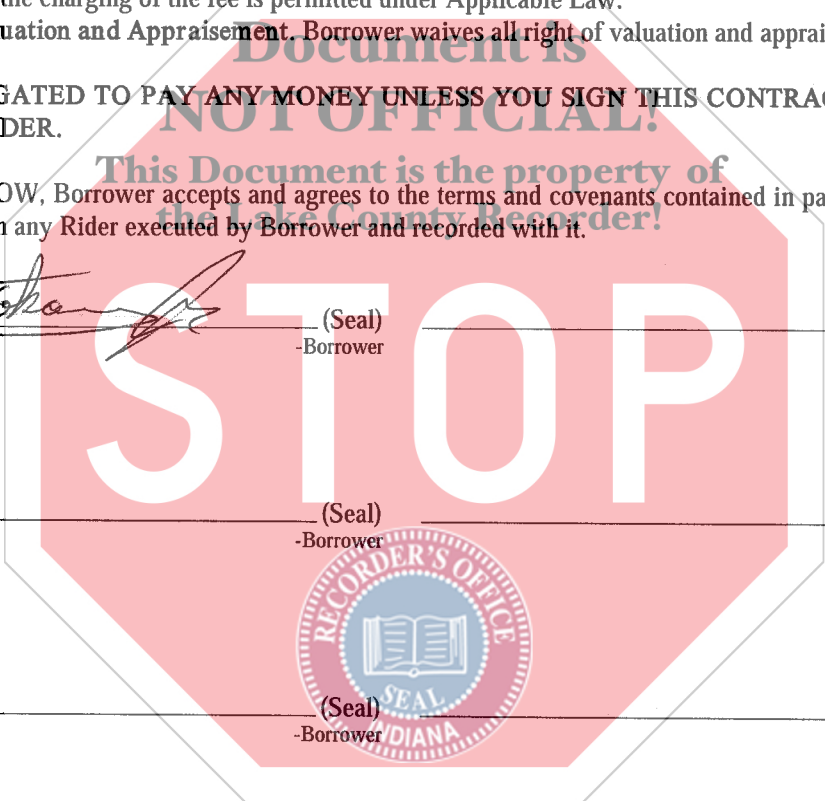 the charging of the fee is permitted under Applicable Law.
uation and Appraisement. Borrower waives all right of valuation and apprai
Document is
GATED TO PAY ANY MONEY UNLESS YOU SIGN THIS CONTRAC
NOT OFFICIAL!
DER.
This Document is the property of
OW, Borrower accepts and agrees to the terms and covenants contained in pa
the Lake County Recorder!
any Rider executed by Borrower and recorded with it.
STOP
(Seal)
-Borrower
(Seal)
-Borrower
RECORDER'S OFFICE
SEAL
INDIANA
(Seal)
-Borrower